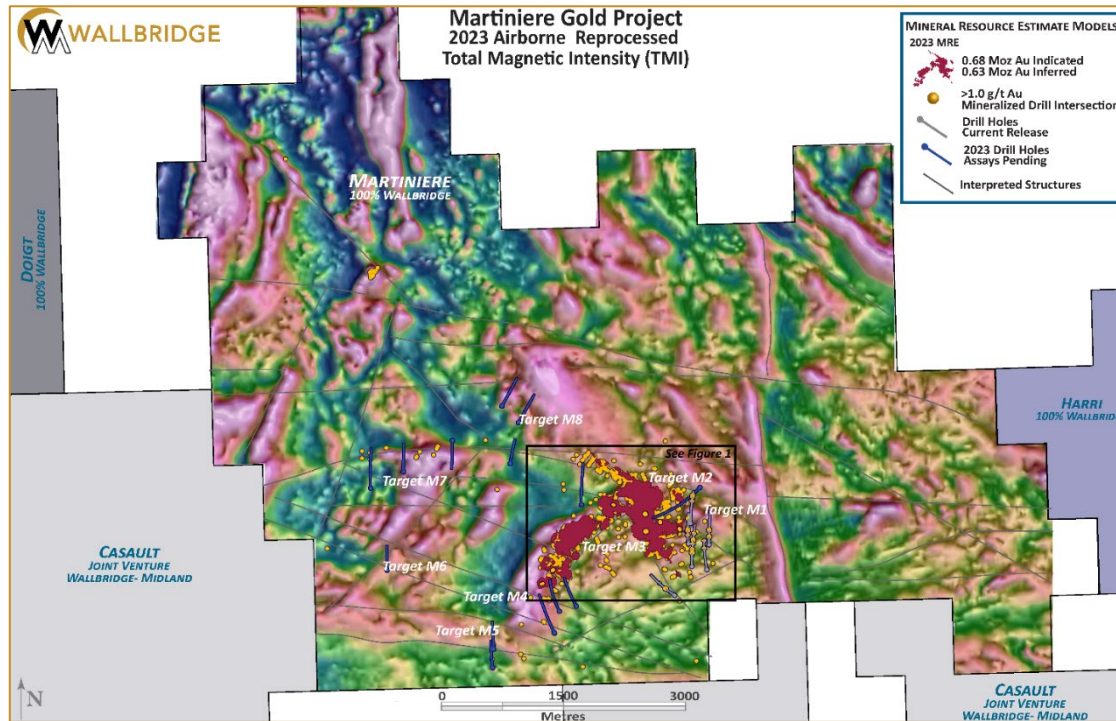 WALLBRIDGE
Martiniere Gold Project
2023 Airborne Reprocessed
Total Magnetic Intensity (TMI)
MINERAL RESOURCE ESTIMATE MODELS
2023 MRE
0.68 Moz Au Indicated
0.63 Moz Au Inferred
>1.0 g/t Au
Mineralized Drill Intersection
Drill Holes
Current Release
2023 Drill Holes
Assays Pending
Interpreted Structures
MARTINIERE
100% WALLBRIDGE
DOIGT
100% WALLBRIDGE
HARRI
100% WALLBRID
Target M8
See Figure 1
Target M7
Target M2
Target M1
Target M3
Target M6
Target M4
Target M5
CASAULT
JOINT VENTURE
WALLBRIDGE- MIDLAND
N
0 1500 3000
Metres
CASAULT
JOINT VENTURE
WALLBRIDGE- MIDLAND